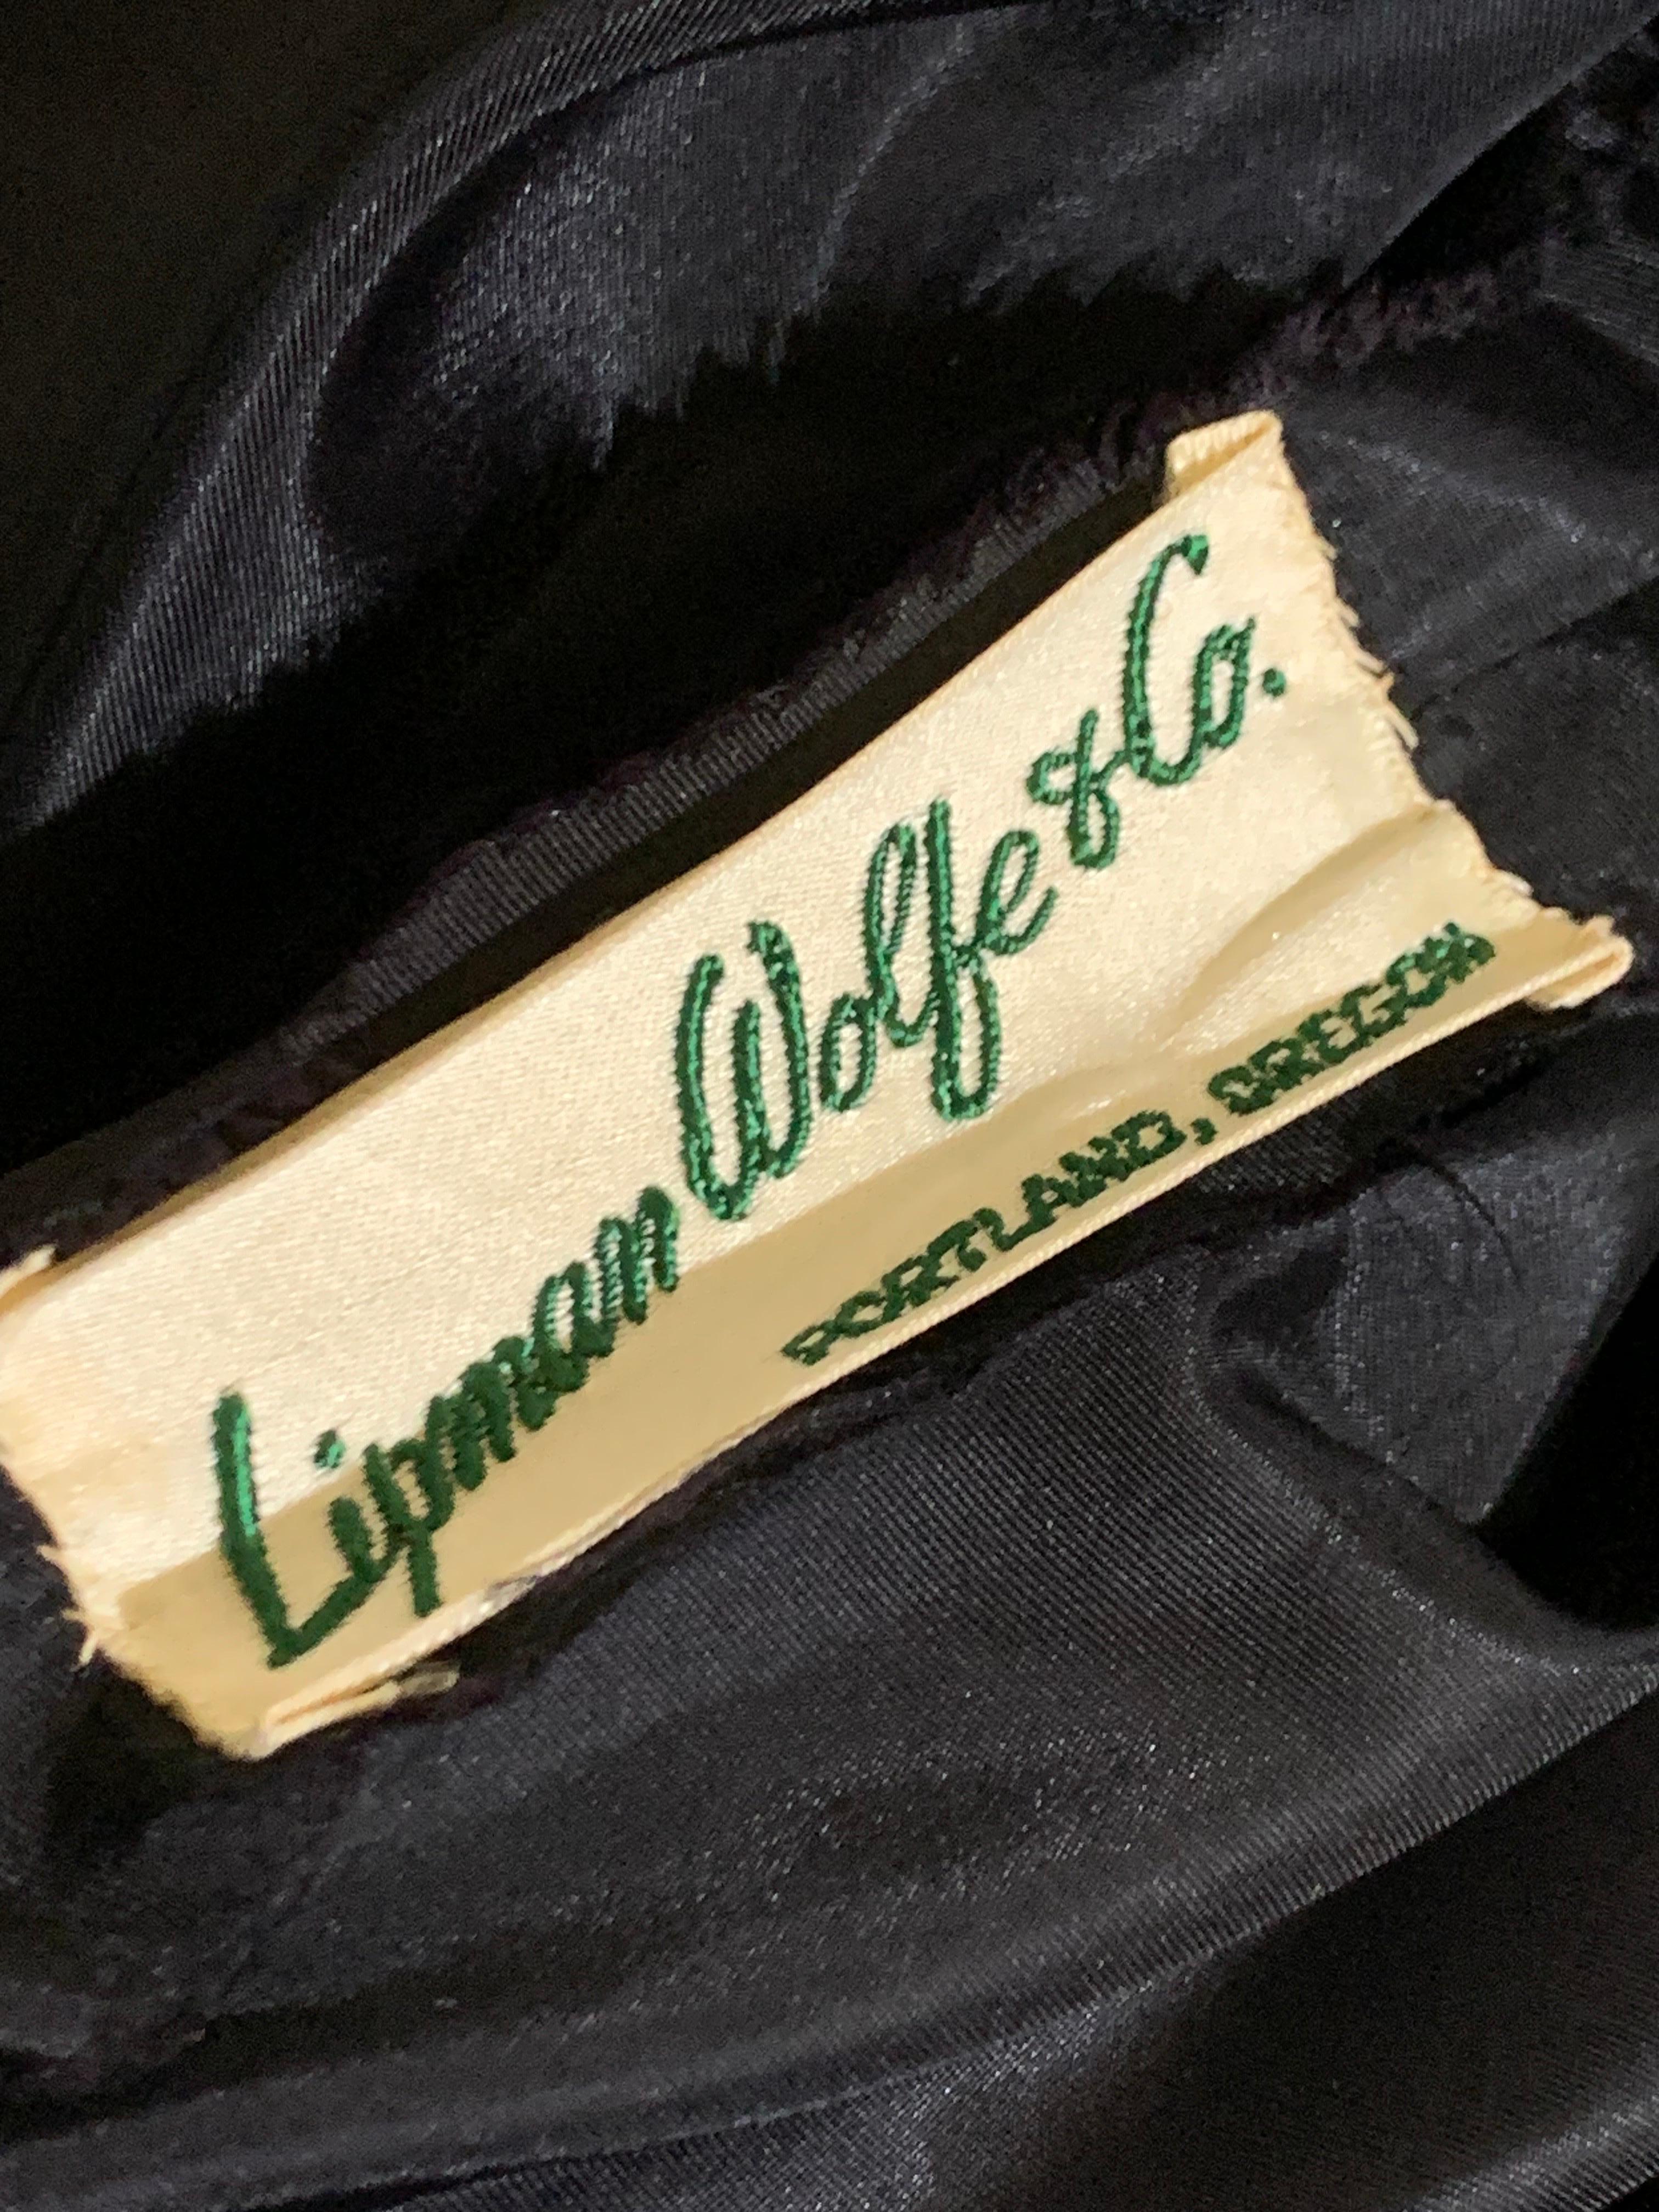 Lipman Wolfe & Co.
PORTLAND, OREGON